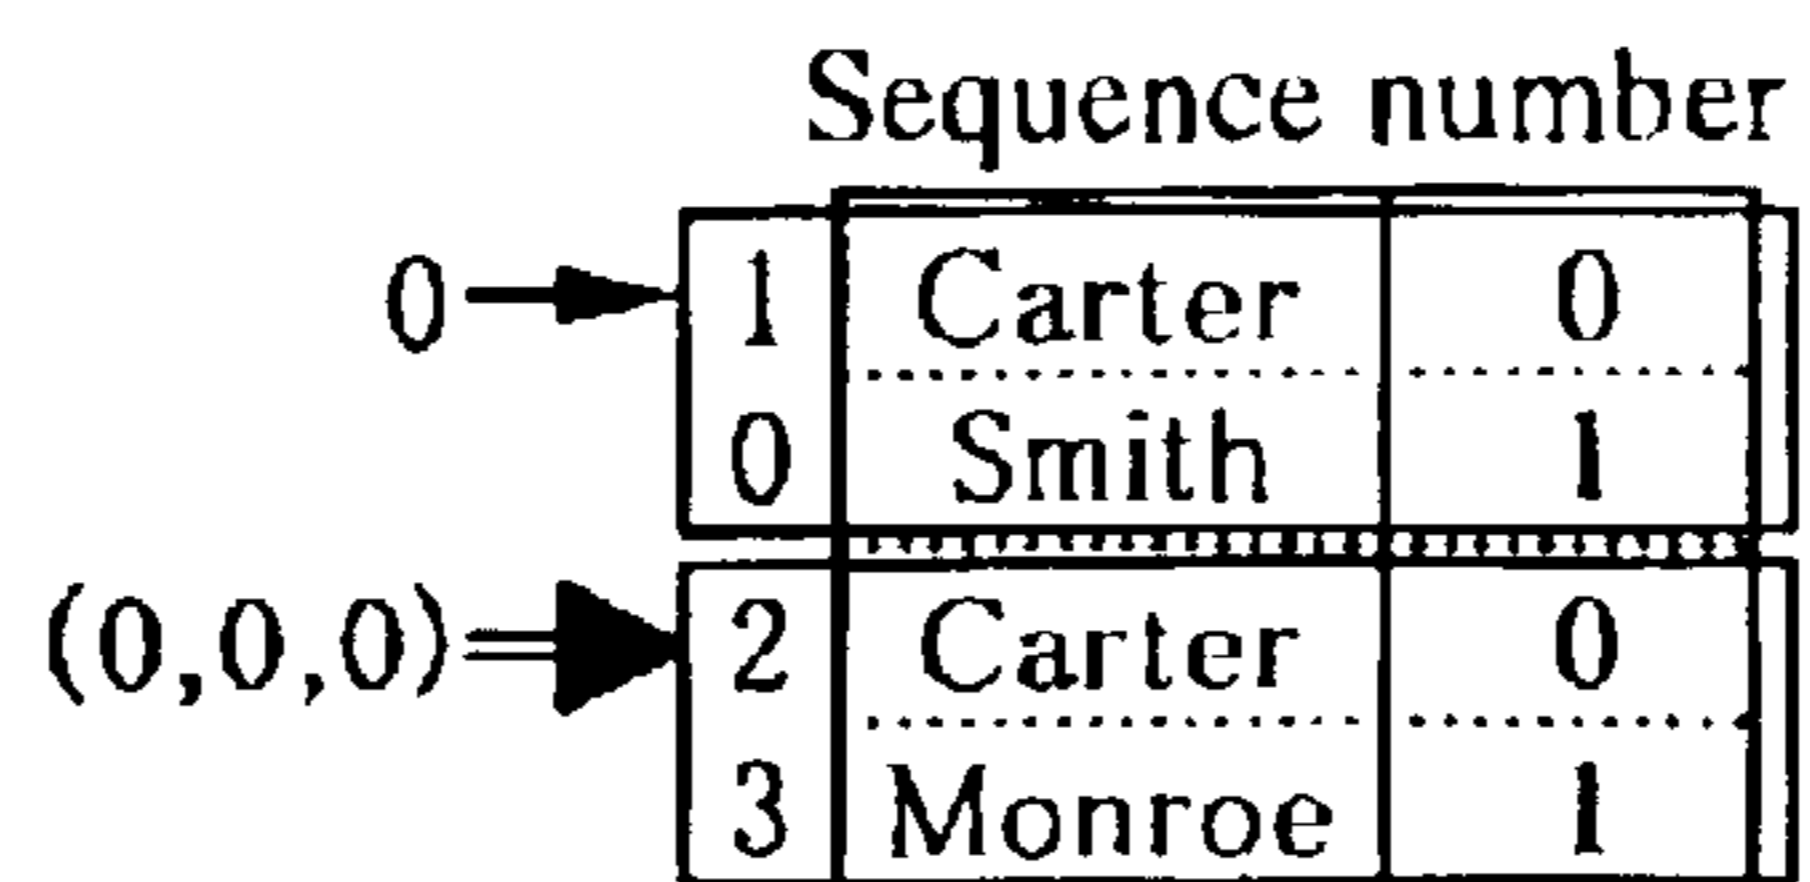 Sequence number
0 1 Carter 0
0 Smith 1
(0,0,0) 2 Carter 0
3 Monroe 1